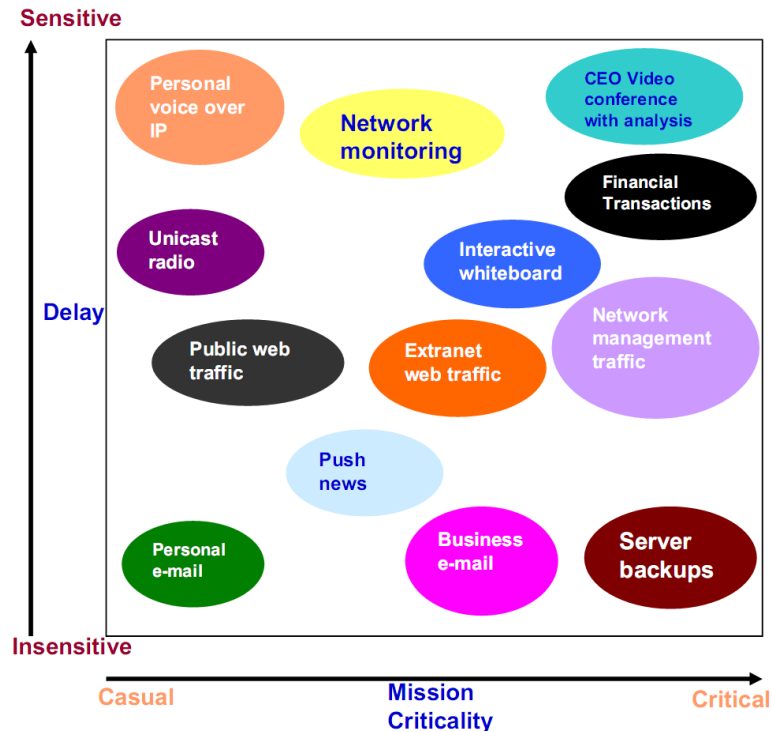 Sensitive
Personal
voice over
IP
Network
monitoring
CEO Video
conference
with analysis
Financial
Transactions
Unicast
radio
Interactive
whiteboard
Delay
Network
management
traffic
Public web
traffic
Extranet
web traffic
Push
news
Personal
e-mail
Business
e-mail
Server
backups
Insensitive
Casual
Mission
Criticality
Critical